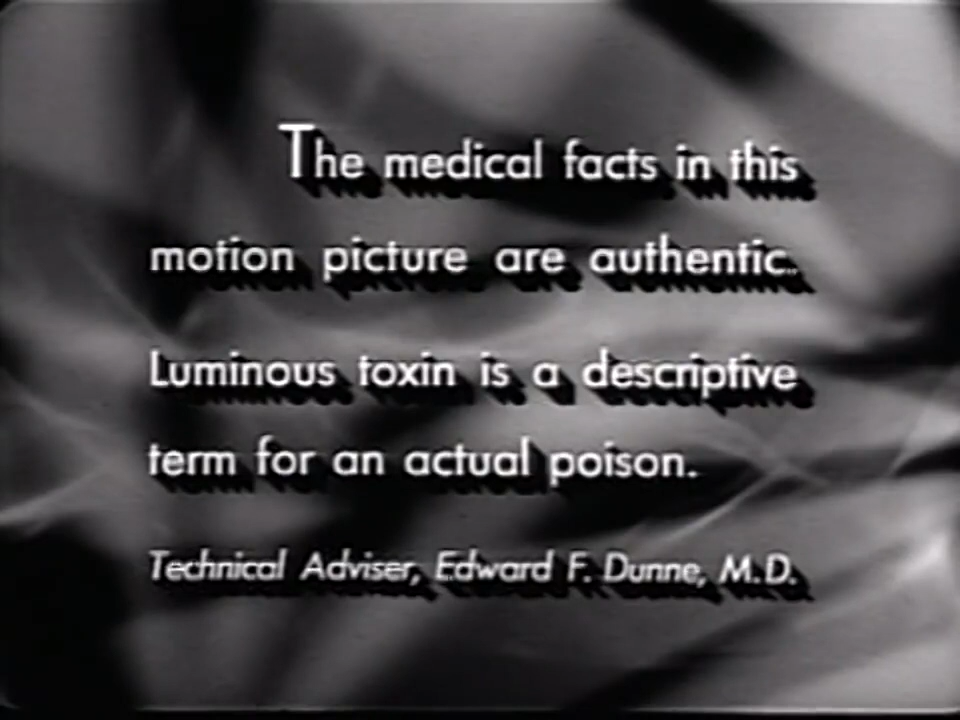 The medical facts in this
motion picture are authentic.
Luminous toxin is a descriptive
term for an actual poison.
Technical Adviser, Edward F. Dunne, M.D.